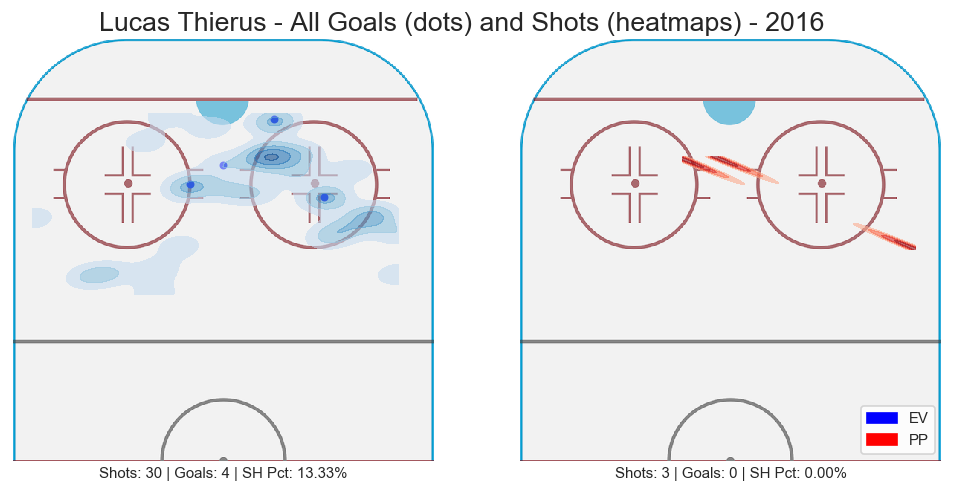 Lucas Thierus - All Goals (dots) and Shots (heatmaps) - 2016
EV
PP
Shots: 30 | Goals: 4 | SH Pct: 13.33%
Shots: 3 | Goals: 0 | SH Pct: 0.00%